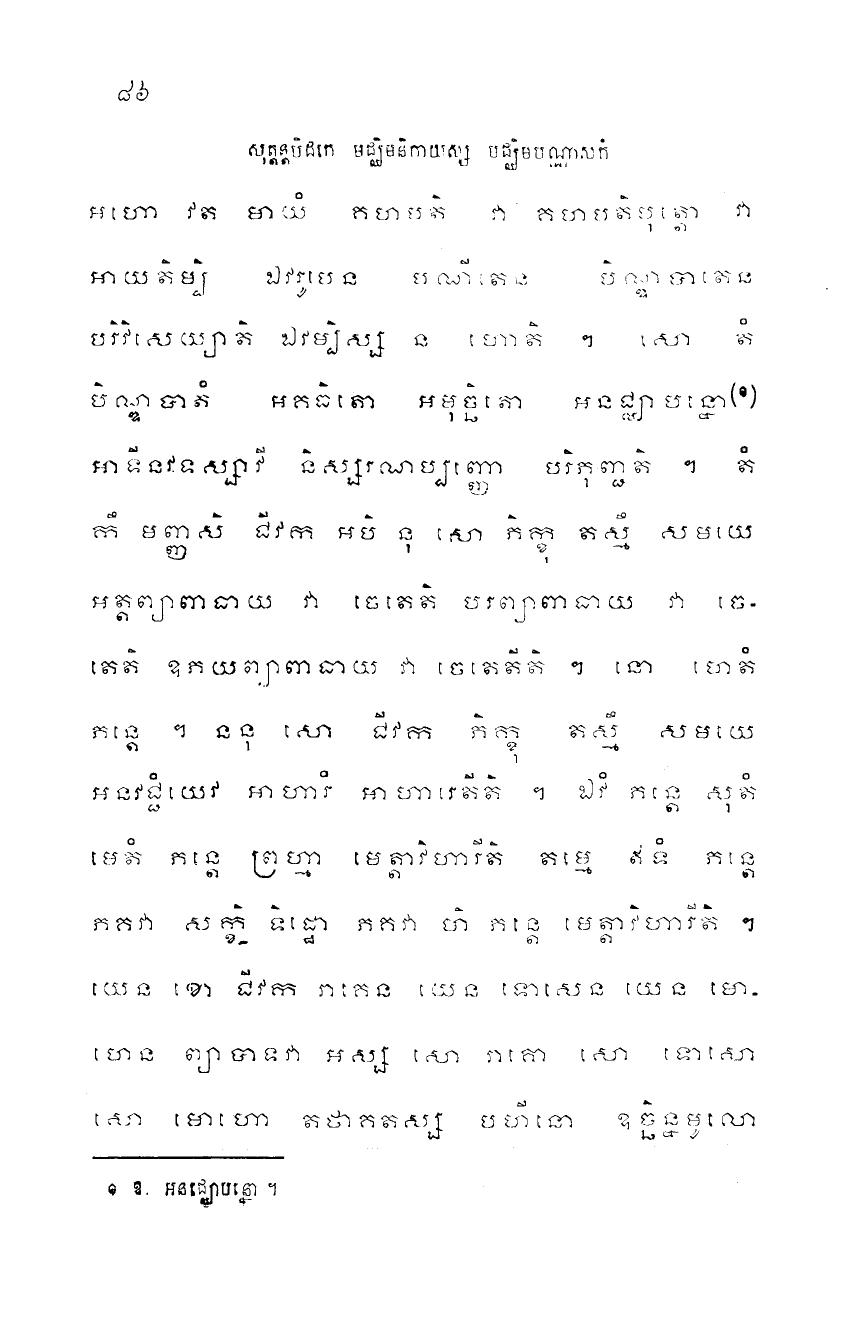 ៨៦
សុត្តន្តបិដកេ មជ្ឈិមនិកាយស្ស មជ្ឈិមបណ្ណាសកំ
អហោ វត មាយំ គហបតិ វា គហបតិបុត្តោ វា
អាយតិម្បិ ឯវរូបេន បណីតេន បិណ្ឌបាតេន
បរិវិសេយ្យាតិ ឯវម្បិស្ស ន ហោតិ ។ សោ តំ
បិណ្ឌបាតំ អគធិតោ អមុច្ឆិតោ អនជ្ឈាបន្នោ(១)
អាទីនវទស្សាវី និស្សរណប្បញ្ញោ បរិភុញ្ជតិ ។ តំ
កឹ មញ្ញសិ ជីវក អបិ នុ សោ ភិក្ខុ តស្មឹ សមយេ
អត្តព្យាពាធាយ វា ចេតេតិ បរព្យាពាធាយ វា ចេ-
តេតិ ឧភយព្យាពាធាយ វា ចេតេតីតិ ។ នោ ហេតំ
ភន្តេ ។ ននុ សោ ជីវក ភិក្ខុ តស្មឹ សមយេ
អនវជ្ជំយេវ អាហារំ អាហារេតីតិ ។ ឯវំ ភន្តេ សុតំ
មេតំ ភន្តេ ព្រហ្មា មេត្តាវិហារីតិ តម្មេ ឥទំ ភន្តេ
ភគវា សក្ខិ ទិដ្ឋោ ភគវា ហិ ភន្តេ មេត្តាវិហារីតិ ។
យេន ខោ ជីវក រាគេន យេន ទោសេន យេន មោ-
ហេន ព្យាបាទវា អស្ស សោ រាគោ សោ ទោសោ
សោ មោហោ តថាគតស្ស បហីនោ ឧច្ឆិន្នមូលោ
១ ឱ. អនជ្ឈោបន្នោ ។